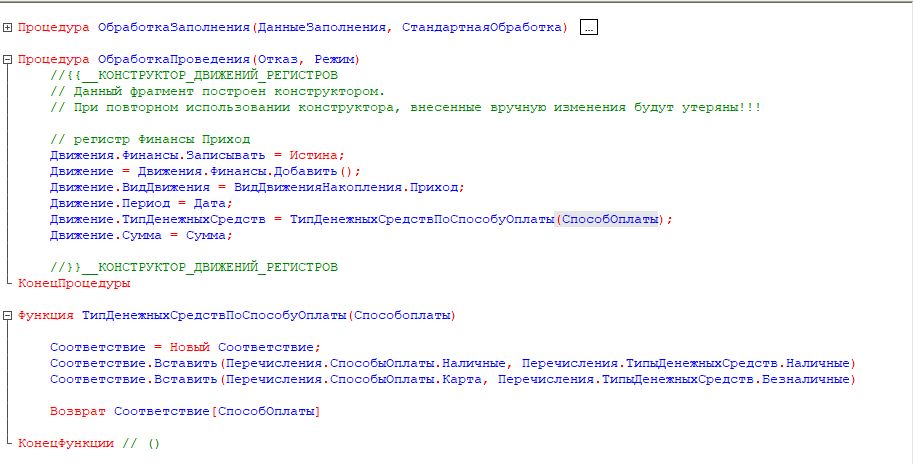 Процедура ОбработкаЗаполнения(ДанныеЗаполнения, СтандартнаяОбработка) ...
Процедура ОбработкаПроведения(Отказ, Режим)
//{{__КОНСТРУКТОР_ДВИЖЕНИЙ_РЕГИСТРОВ
// Данный фрагмент построен конструктором.
// При повторном использовании конструктора, внесенные вручную изменения будут утеряны!!!
// регистр Финансы Приход
Движения.Финансы.Записывать = Истина;
Движение = Движения.Финансы.Добавить();
Движение.ВидДвижения = ВидДвиженияНакопления.Приход;
Движение.Период = Дата;
Движение.ТипДенежныхСредств = ТипДенежныхСредствПоСпособуОплаты(СпособОплаты);
Движение.Сумма = Сумма;
//}}__КОНСТРУКТОР_ДВИЖЕНИЙ_РЕГИСТРОВ
КонецПроцедуры
Функция ТипДенежныхСредствПоСпособуОплаты(Способоплаты)
Соответствие = Новый Соответствие;
Соответствие.Вставить(Перечисления.СпособыОплаты.Наличные, Перечисления.ТипыДенежныхСредств.Наличные)
Соответствие.Вставить(Перечисления.СпособыОплаты.Карта, Перечисления.ТипыДенежныхСредств.Безналичные)
Возврат Соответствие[СпособОплаты]
КонецФункции // ()